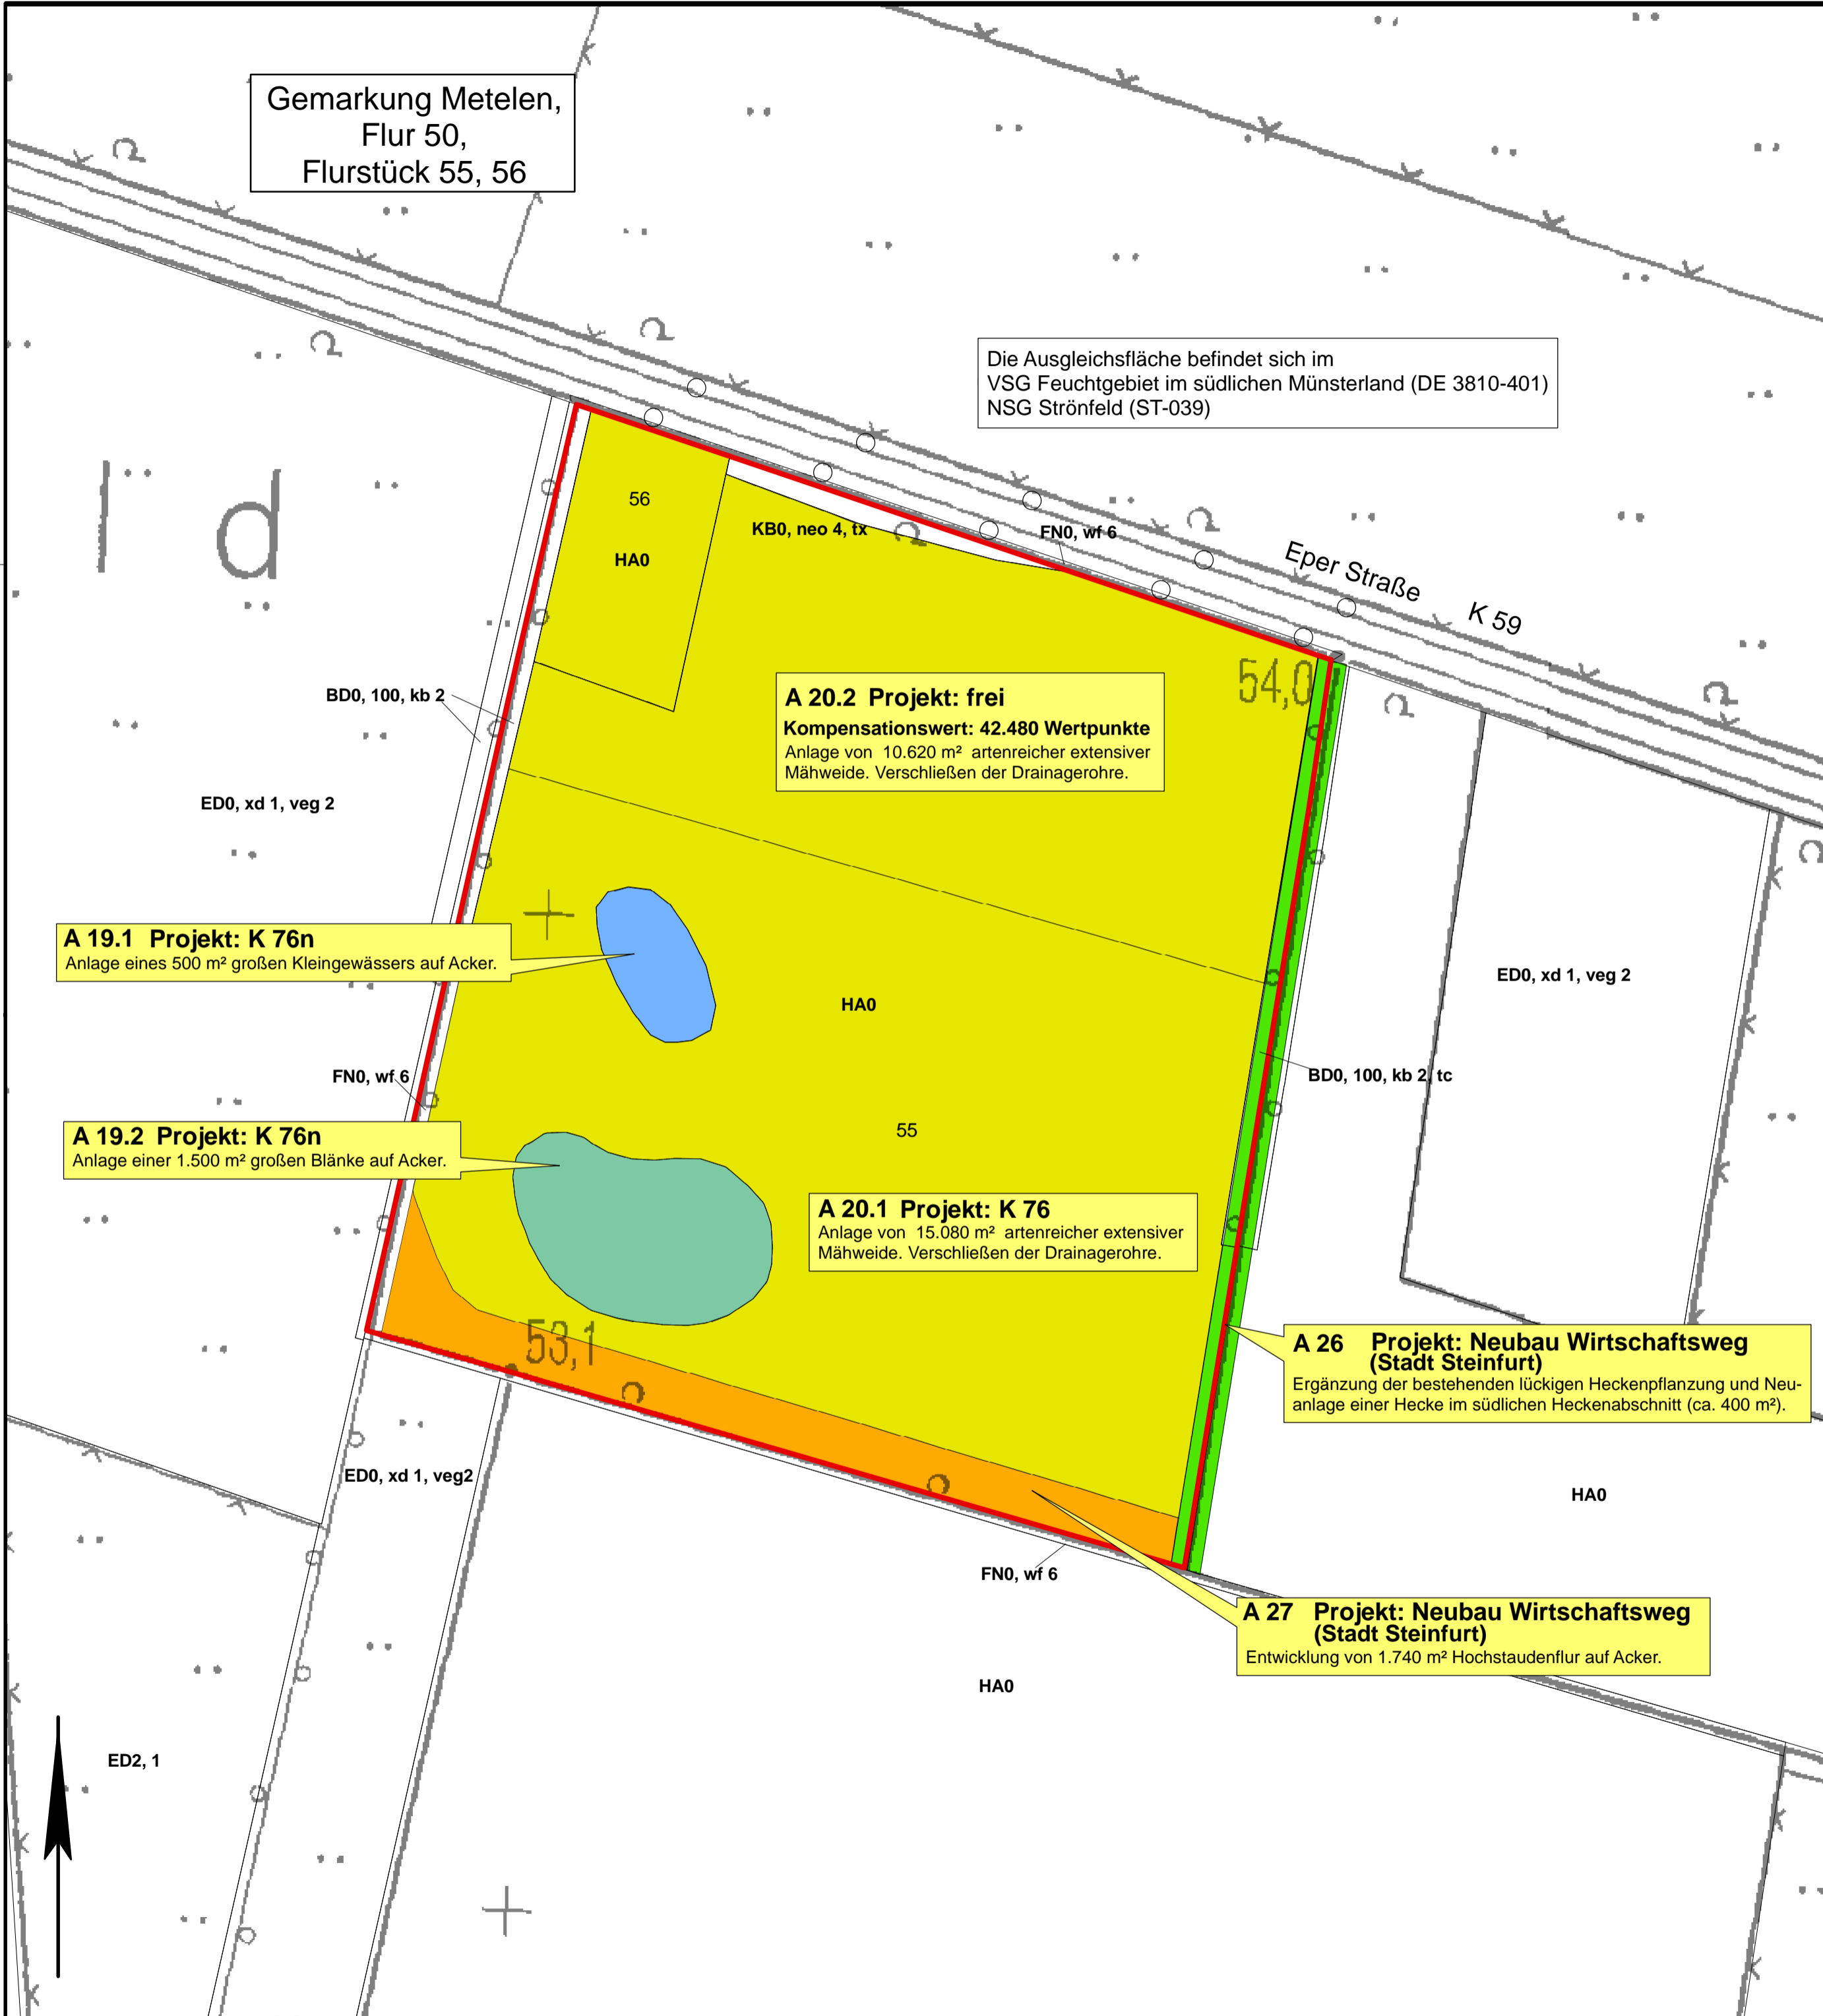 Gemarkung Metelen,
Flur 50,
Flurstück 55, 56
Die Ausgleichsfläche befindet sich im
VSG Feuchtgebiet im südlichen Münsterland (DE 3810-401)
NSG Strönfeld (ST-039)
l d
56
HA0
KB0, neo 4, tx
FN0, wf 6
Eper Straße K 59
54,0
BD0, 100, kb 2
A 20.2 Projekt: frei
Kompensationswert: 42.480 Wertpunkte
Anlage von 10.620 m² artenreicher extensiver
Mähweide. Verschließen der Drainagerohre.
ED0, xd 1, veg 2
A 19.1 Projekt: K 76n
Anlage eines 500 m² großen Kleingewässers auf Acker.
ED0, xd 1, veg 2
HA0
FN0, wf 6
BD0, 100, kb 2, tc
A 19.2 Projekt: K 76n
Anlage einer 1.500 m² großen Blänke auf Acker.
55
A 20.1 Projekt: K 76
Anlage von 15.080 m² artenreicher extensiver
Mähweide. Verschließen der Drainagerohre.
53,1
A 26 Projekt: Neubau Wirtschaftsweg
(Stadt Steinfurt)
Ergänzung der bestehenden lückigen Heckenpflanzung und Neu-
anlage einer Hecke im südlichen Heckenabschnitt (ca. 400 m²).
ED0, xd 1, veg2
HA0
FN0, wf 6
A 27 Projekt: Neubau Wirtschaftsweg
(Stadt Steinfurt)
Entwicklung von 1.740 m² Hochstaudenflur auf Acker.
HA0
ED2, 1